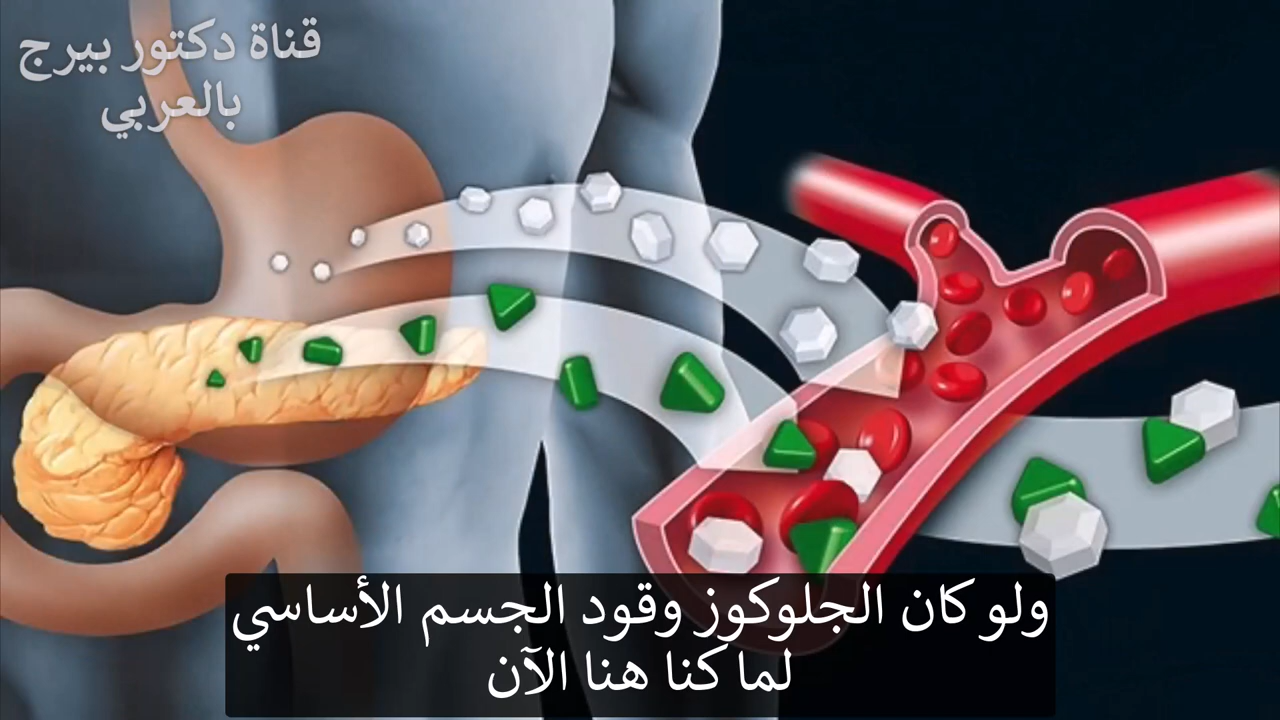 قناة دكتور بيرج
بالعربي
ولو كان الجلوكوز وقود الجسم الأساسي
لما كنا هنا الآن